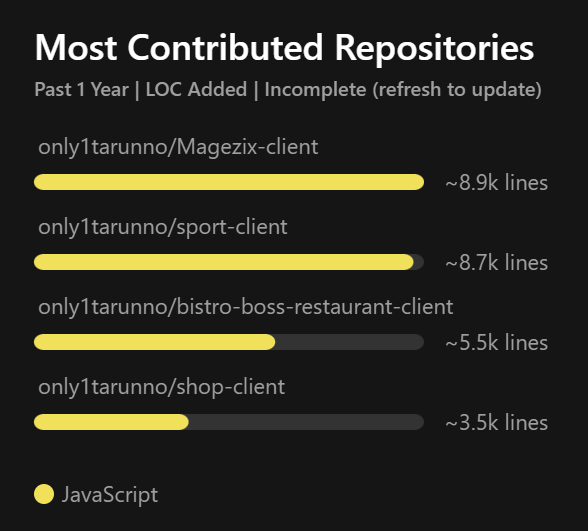 Most Contributed Repositories
Past 1 Year | LOC Added | Incomplete (refresh to update)
only1tarunno/Magezix-client
~8.9k lines
only1tarunno/sport-client
~8.7k lines
only1tarunno/bistro-boss-restaurant-client
~5.5k lines
only1tarunno/shop-client
~3.5k lines
JavaScript